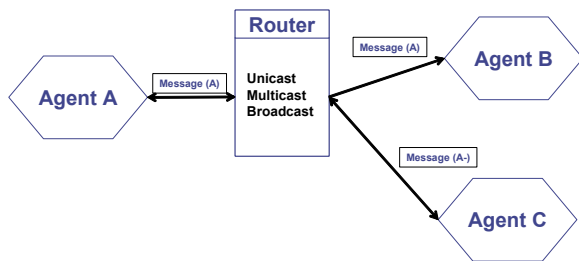 Router
Message (A)
Agent B
Message (A)
Unicast
Agent A
Multicast
Broadcast
Message (A-)
Agent C